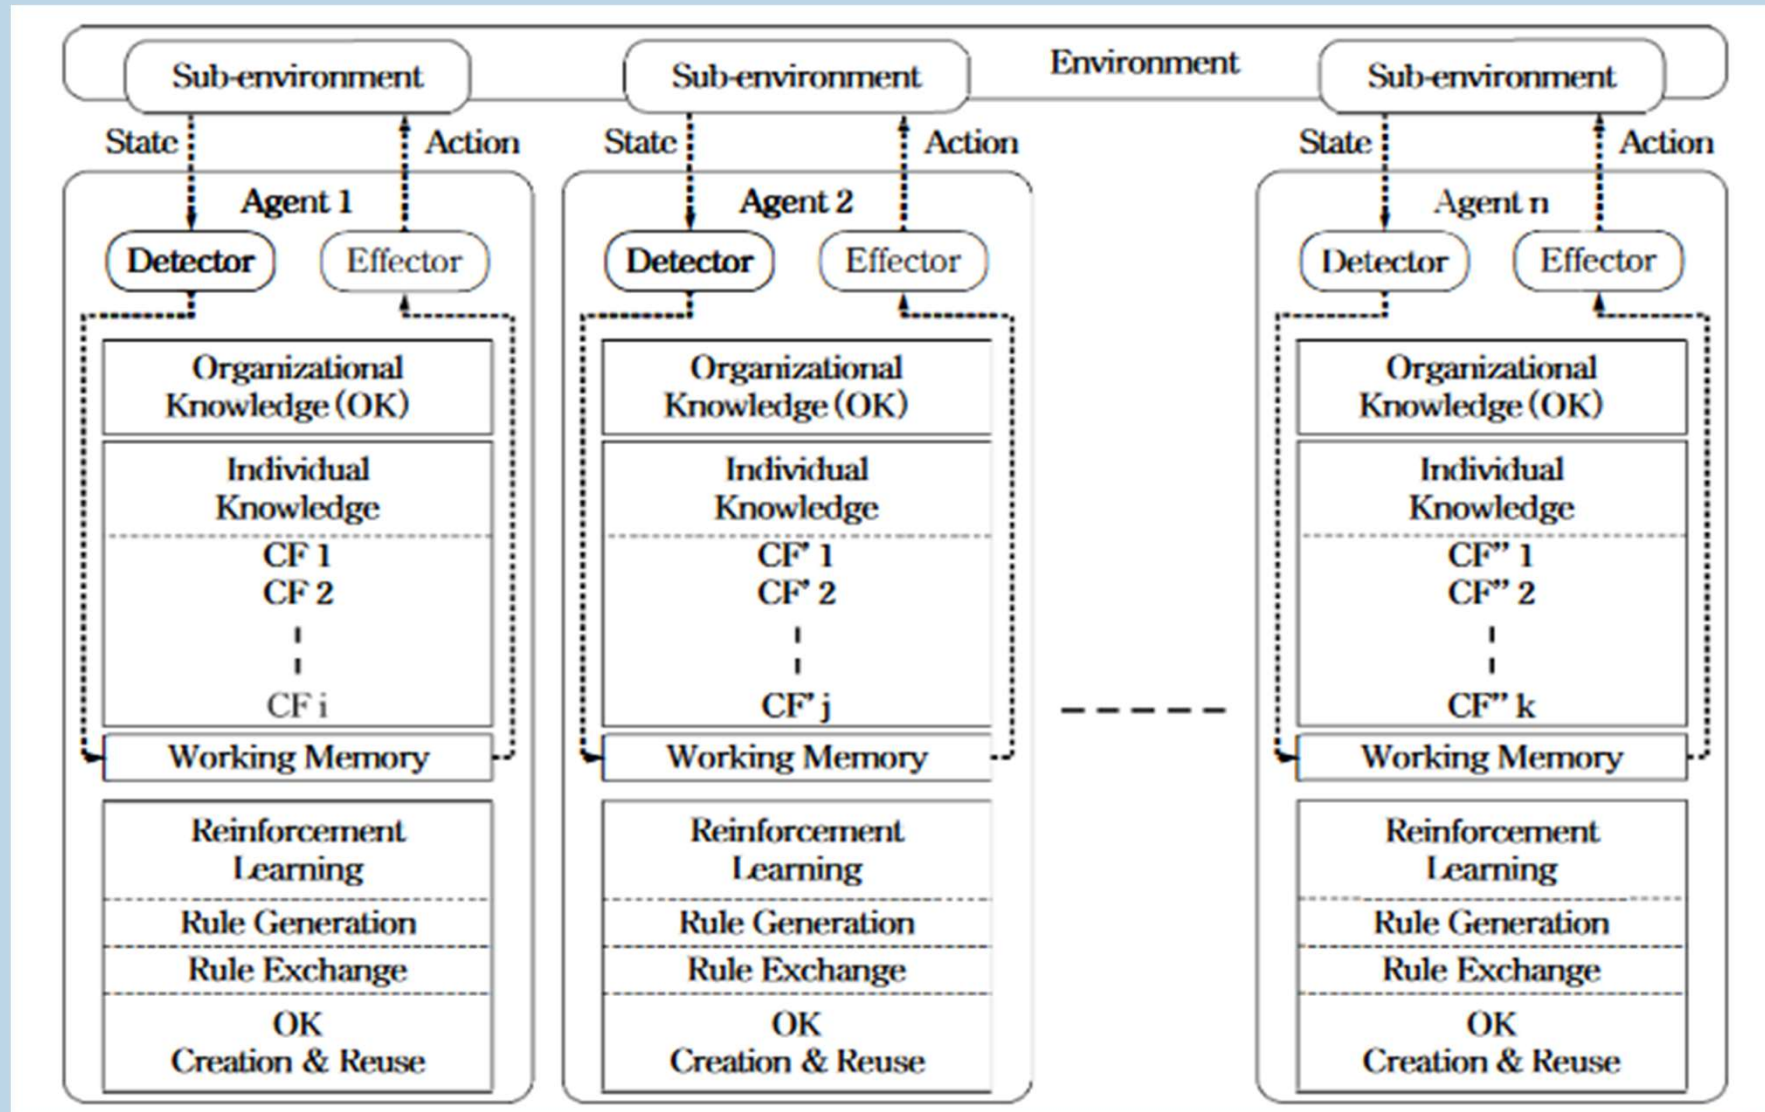 Environment
Sub-environment
State
Action
Agent 1
Detector
Effector
Organizational
Knowledge (OK)
Individual
Knowledge
CF 1
CF 2
CF i
Working Memory
Reinforcement
Learning
Rule Generation
Rule Exchange
OK
Creation & Reuse
Sub-environment
State
Action
Agent 2
Detector
Effector
Organizational
Knowledge (OK)
Individual
Knowledge
CF' 1
CF' 2
CF' j
Working Memory
Reinforcement
Learning
Rule Generation
Rule Exchange
OK
Creation & Reuse
Sub-environment
State
Action
Agent n
Detector
Effector
Organizational
Knowledge (OK)
Individual
Knowledge
CF” 1
CF” 2
CF” k
Working Memory
Reinforcement
Learning
Rule Generation
Rule Exchange
OK
Creation & Reuse